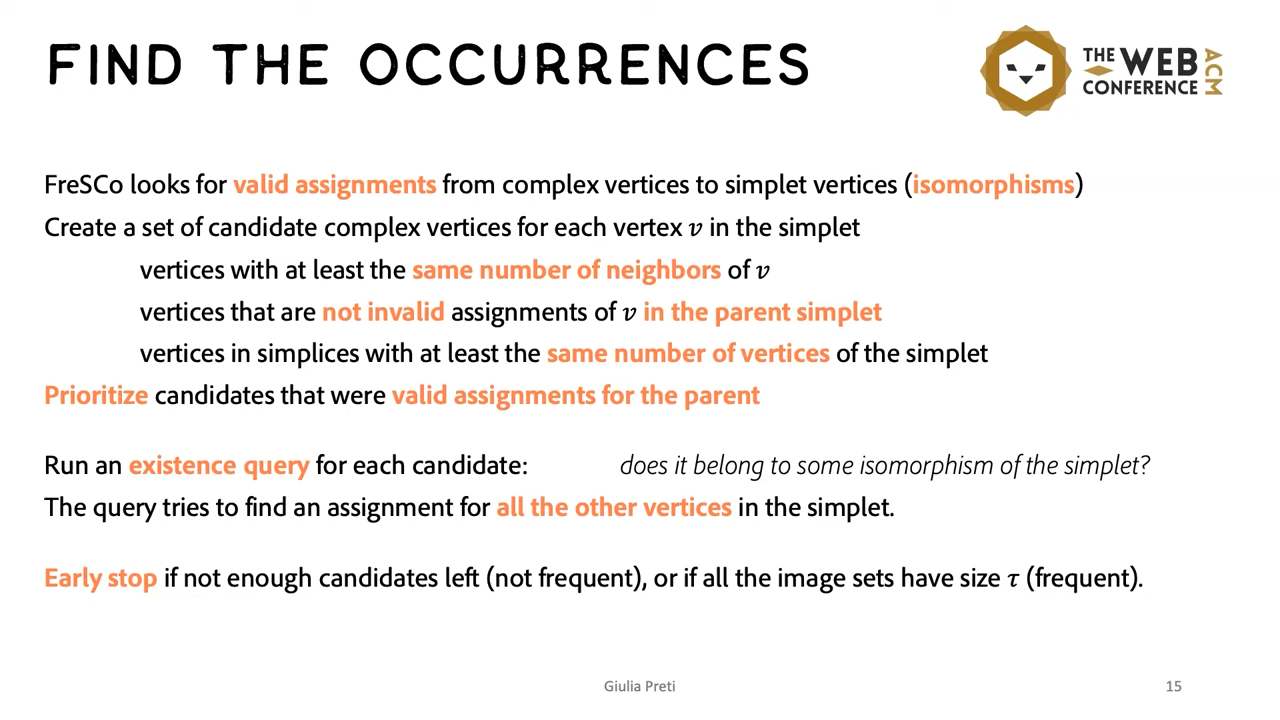 FIND THE OCCURRENCES
THE WEB CONFERENCE ACM
FreSCo looks for valid assignments from complex vertices to simplet vertices (isomorphisms)
Create a set of candidate complex vertices for each vertex v in the simplet
vertices with at least the same number of neighbors of v
vertices that are not invalid assignments of v in the parent simplet
vertices in simplices with at least the same number of vertices of the simplet
Prioritize candidates that were valid assignments for the parent
Run an existence query for each candidate: does it belong to some isomorphism of the simplet?
The query tries to find an assignment for all the other vertices in the simplet.
Early stop if not enough candidates left (not frequent), or if all the image sets have size τ (frequent).
Giulia Preti
15